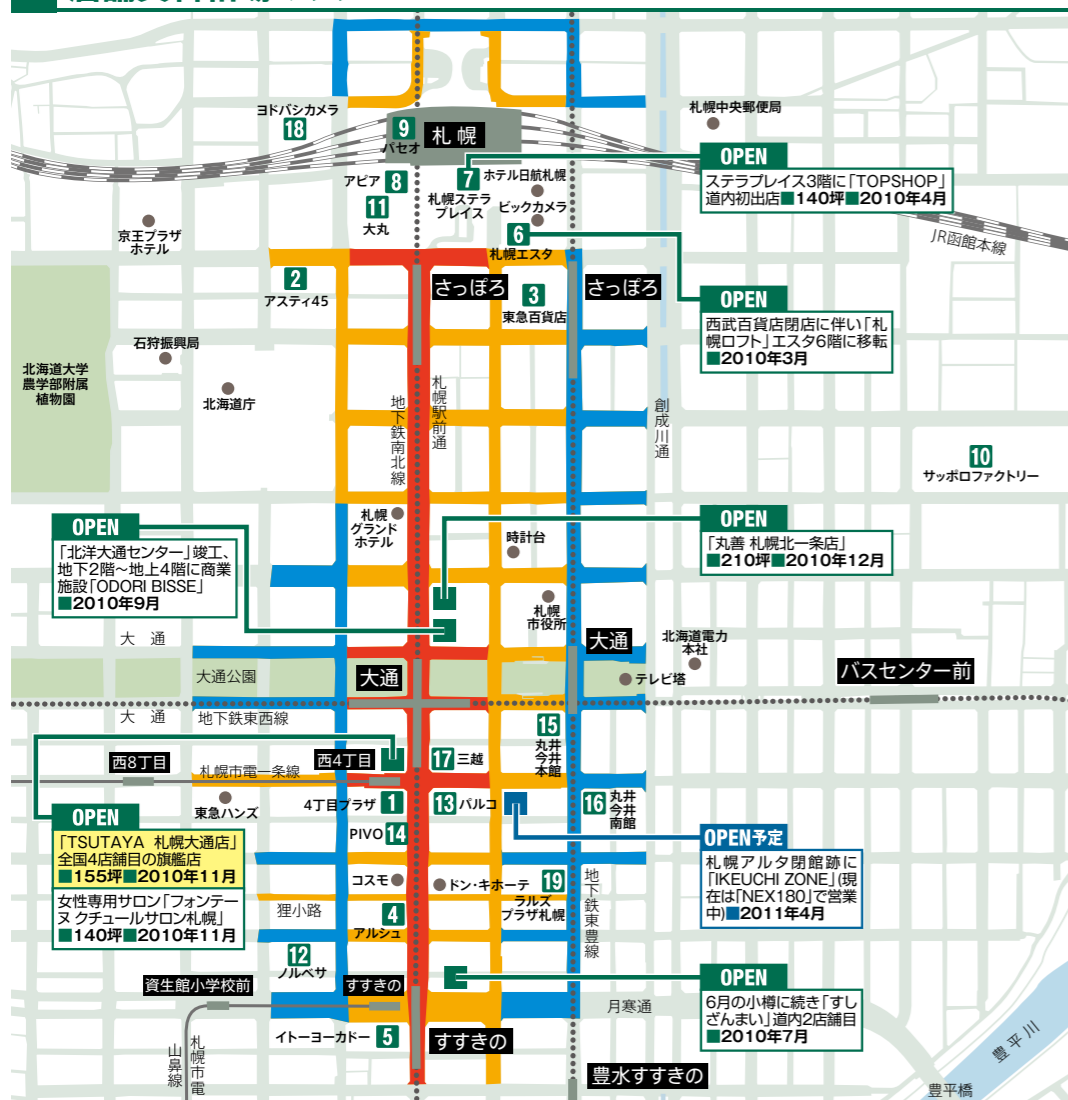 ヨドバシカメラ
18
9
パセオ
札幌
札幌中央郵便局
OPEN
ステラプレイス3階に「TOPSHOP」
道内初出店■140坪■2010年4月
アピア 8
7
札幌ステラ
プレイス
ホテル日航札幌
ビックカメラ
11
大丸
6
札幌エスタ
京王プラザ
ホテル
JR函館本線
2
アスティ45
さっぽろ
3
東急百貨店
さっぽろ
OPEN
西武百貨店閉店に伴い「札
幌ロフト」エスタ6階に移転
■2010年3月
石狩振興局
北海道大学
農学部附属
植物園
北海道庁
地下鉄南北線
札幌駅前通
創成川通
10
サッポロファクトリー
OPEN
「北洋大通センター」竣工、
地下2階〜地上4階に商業
施設「ODORI BISSE」
■2010年9月
札幌
グランド
ホテル
時計台
OPEN
「丸善 札幌北一条店」
■210坪■2010年12月
札幌
市役所
大通
大通
北海道電力
本社
大通公園
大通
テレビ塔
バスセンター前
大通
地下鉄東西線
15
丸井
今井
本館
17 三越
西8丁目
札幌市電一条線
西4丁目
東急ハンズ
4丁目プラザ 1
13 パルコ
16 丸井
今井
南館
PIVO 14
OPEN
「TSUTAYA 札幌大通店」
全国4店舗目の旗艦店
■155坪■2010年11月
女性専用サロン「フォンテー
ヌ クチュールサロン札幌」
■140坪■2010年11月
OPEN予定
札幌アルタ閉館跡に
「IKEUCHI ZONE」(現
在は「NEX180」で営業
中)■2011年4月
コスモ
ドン・キホーテ
19
ラルズ
プラザ札幌
地下鉄東豊線
狸小路
4
アルシュ
12
ノルベサ
資生館小学校前
すすきの
OPEN
6月の小樽に続き「すし
ざんまい」道内2店舗目
■2010年7月
月寒通
イトーヨーカドー 5
すすきの
山鼻線
札幌市電
豊水すすきの
豊平川
豊平橋